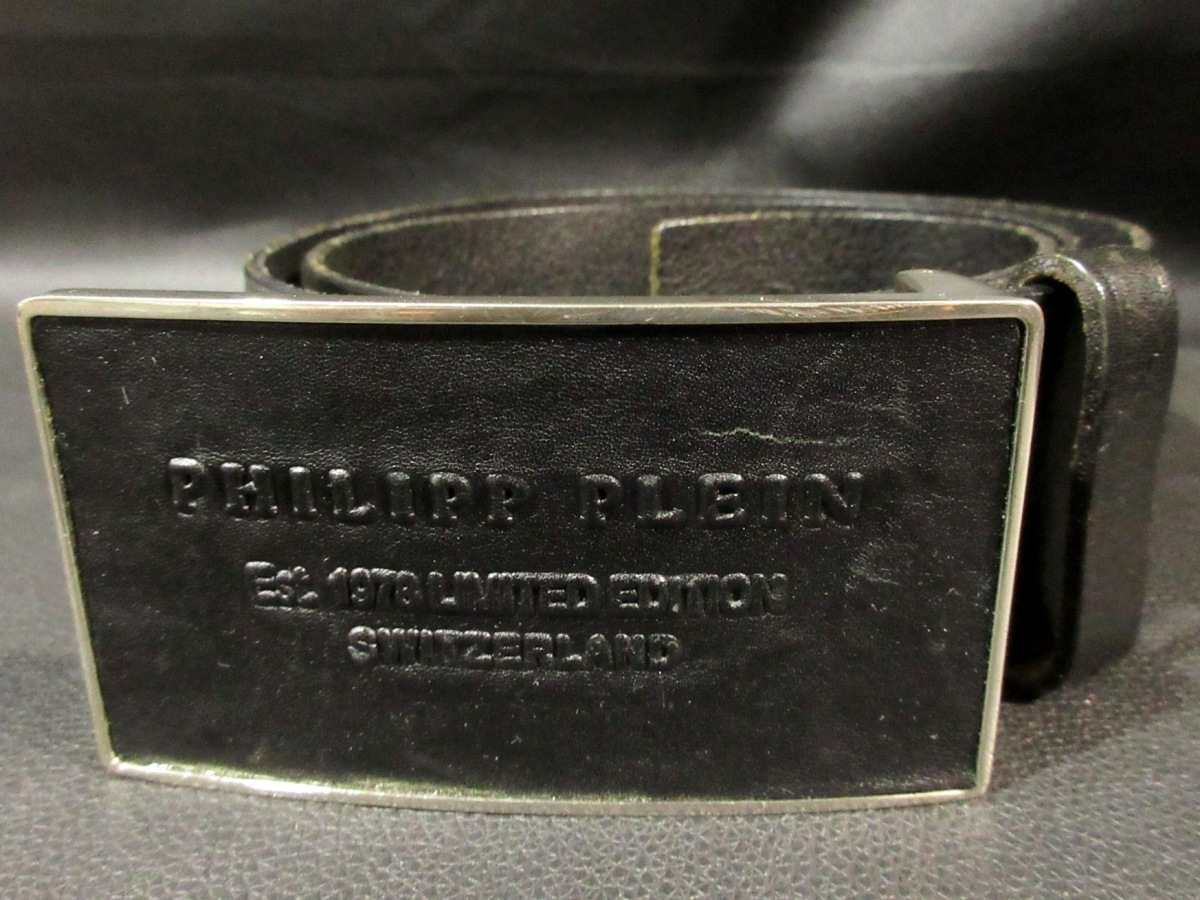 PHILIPP PLEIN
Est. 1978 LIMITED EDITION
SWITZERLAND